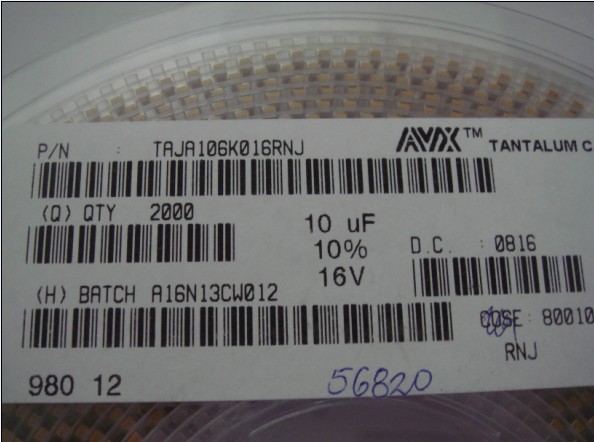 P/N : TAJA106K016RNJ AVX™ TANTALUM C
(Q) QTY 2000
10 uF
10% D.C. : 0816
16V
(H) BATCH A16N13CW012
: 80010
RNJ
980 12 56820